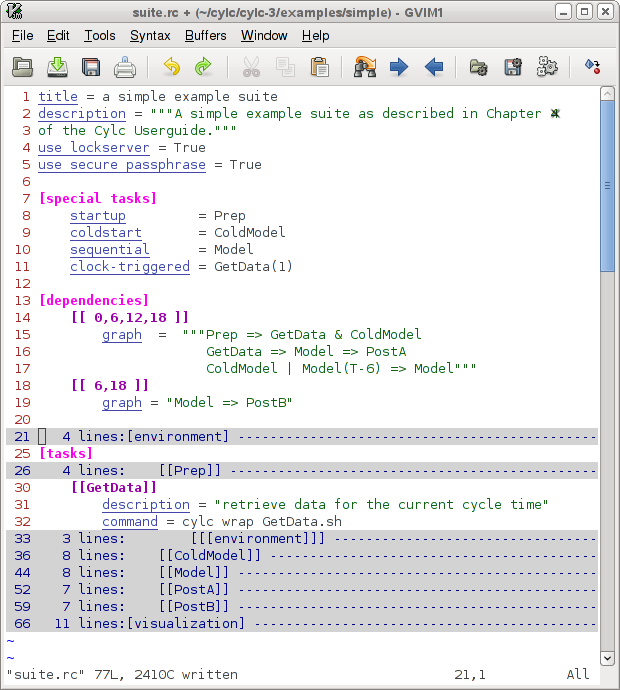 suite.rc + (~/cylc/cylc-3/examples/simple) - GVIM1
File Edit Tools Syntax Buffers Window Help
1 title = a simple example suite
2 description = """A simple example suite as described in Chapter
3 of the Cylc Userguide."""
4 use lockserver = True
5 use secure passphrase = True
6
7 [special tasks]
8     startup         = Prep
9     coldstart       = ColdModel
10     sequential      = Model
11     clock-triggered = GetData(1)
12
13 [dependencies]
14     [[ 0,6,12,18 ]]
15         graph  =  """Prep => GetData & ColdModel
16                      GetData => Model => PostA
17                      ColdModel | Model(T-6) => Model"""
18     [[ 6,18 ]]
19         graph = "Model => PostB"
20
21    4 lines:[environment] ---------------------------------------------
25 [tasks]
26    4 lines:    [[Prep]] ----------------------------------------------
30     [[GetData]]
31         description = "retrieve data for the current cycle time"
32         command = cylc wrap GetData.sh
33    3 lines:        [[[environment]]] ---------------------------------
36    8 lines:    [[ColdModel]] -----------------------------------------
44    8 lines:    [[Model]] ---------------------------------------------
52    7 lines:    [[PostA]] ---------------------------------------------
59    7 lines:    [[PostB]] ---------------------------------------------
66   11 lines:[visualization] -------------------------------------------
~
~
"suite.rc" 77L, 2410C written 21,1 All